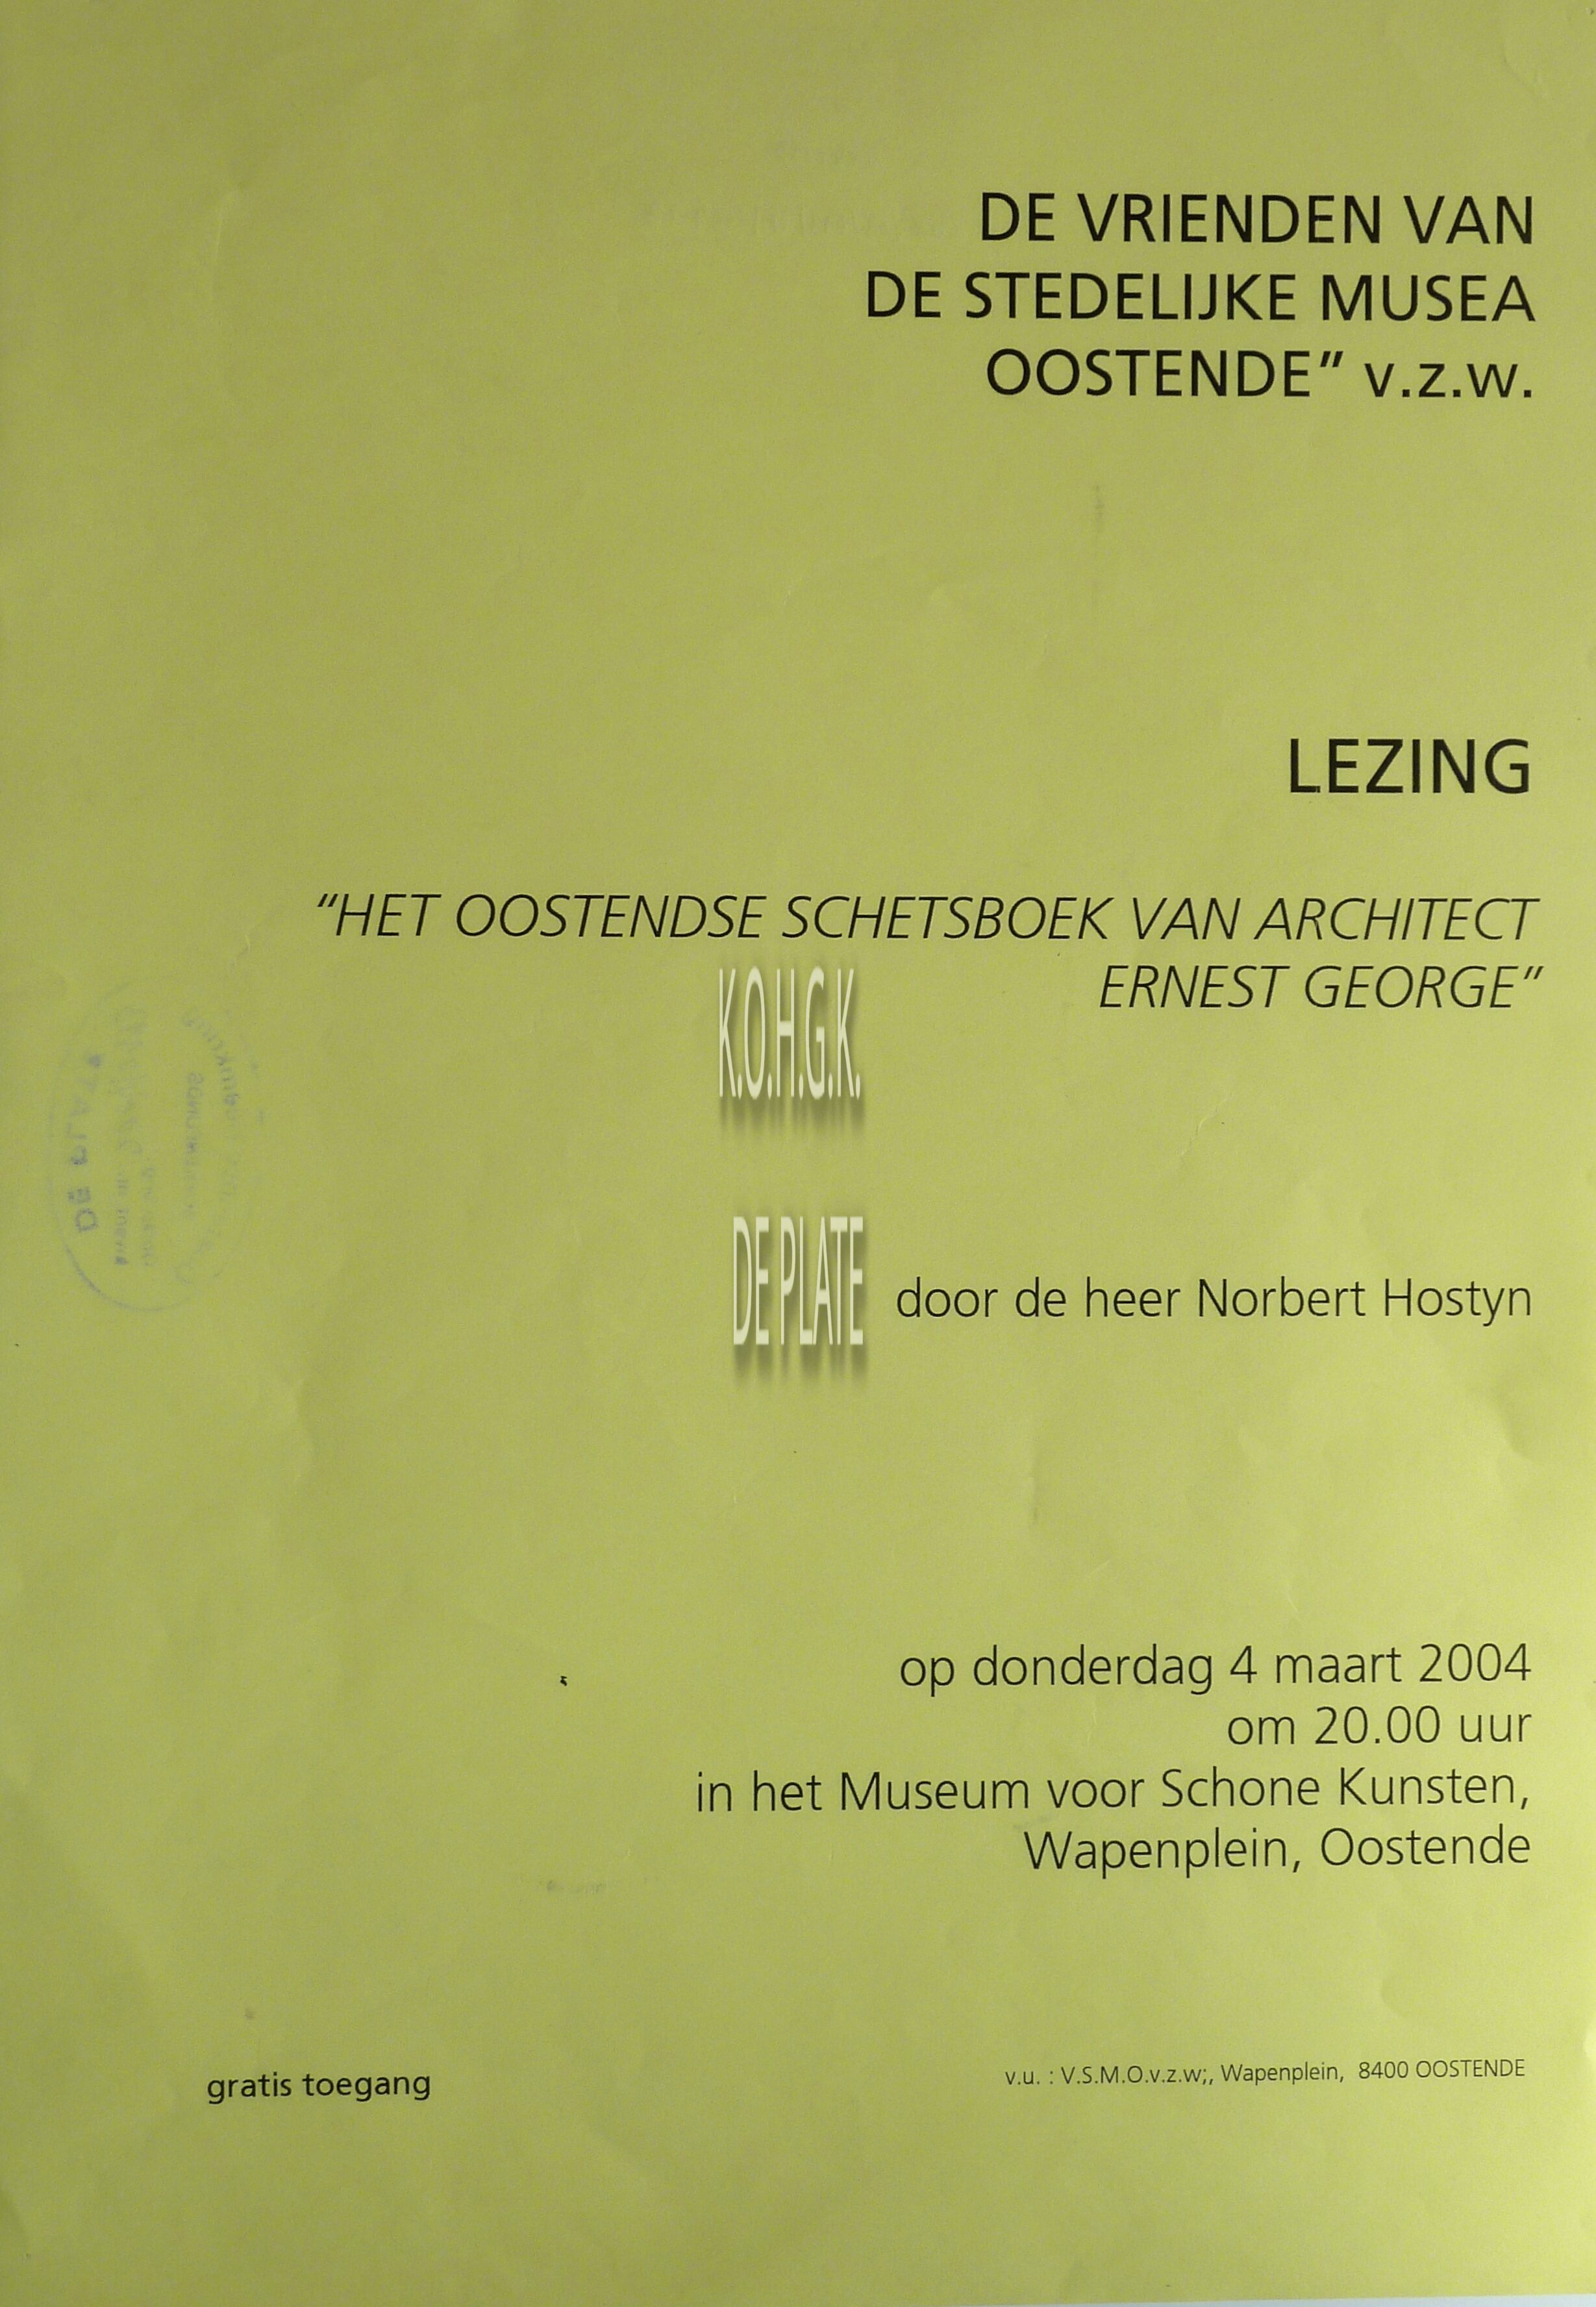 DE VRIENDEN VAN
DE STEDELIJKE MUSEA
OOSTENDE” v.z.w.
LEZING
“HET OOSTENDSE SCHETSBOEK VAN ARCHITECT
ERNEST GEORGE”
K.O.H.G.K.
DE PLATE
door de heer Norbert Hostyn
op donderdag 4 maart 2004
om 20.00 uur
in het Museum voor Schone Kunsten,
Wapenplein, Oostende
gratis toegang
v.u. : V.S.M.O.v.z.w;, Wapenplein, 8400 OOSTENDE
DE PLATE